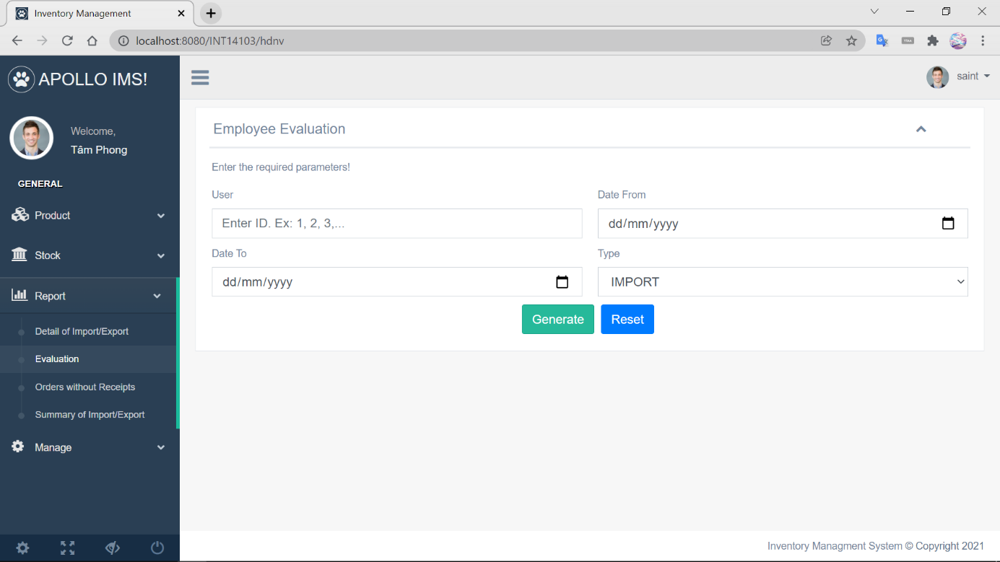 Inventory Management
localhost:8080/INT14103/hdnv
APOLLO IMS!
saint
Welcome,
Tâm Phong
GENERAL
Product
Stock
Report
Detail of Import/Export
Evaluation
Orders without Receipts
Summary of Import/Export
Manage
Employee Evaluation
Enter the required parameters!
User
Date From
Enter ID. Ex: 1, 2, 3,...
dd/mm/yyyy
Date To
Type
dd/mm/yyyy
IMPORT
Generate
Reset
Inventory Managment System © Copyright 2021